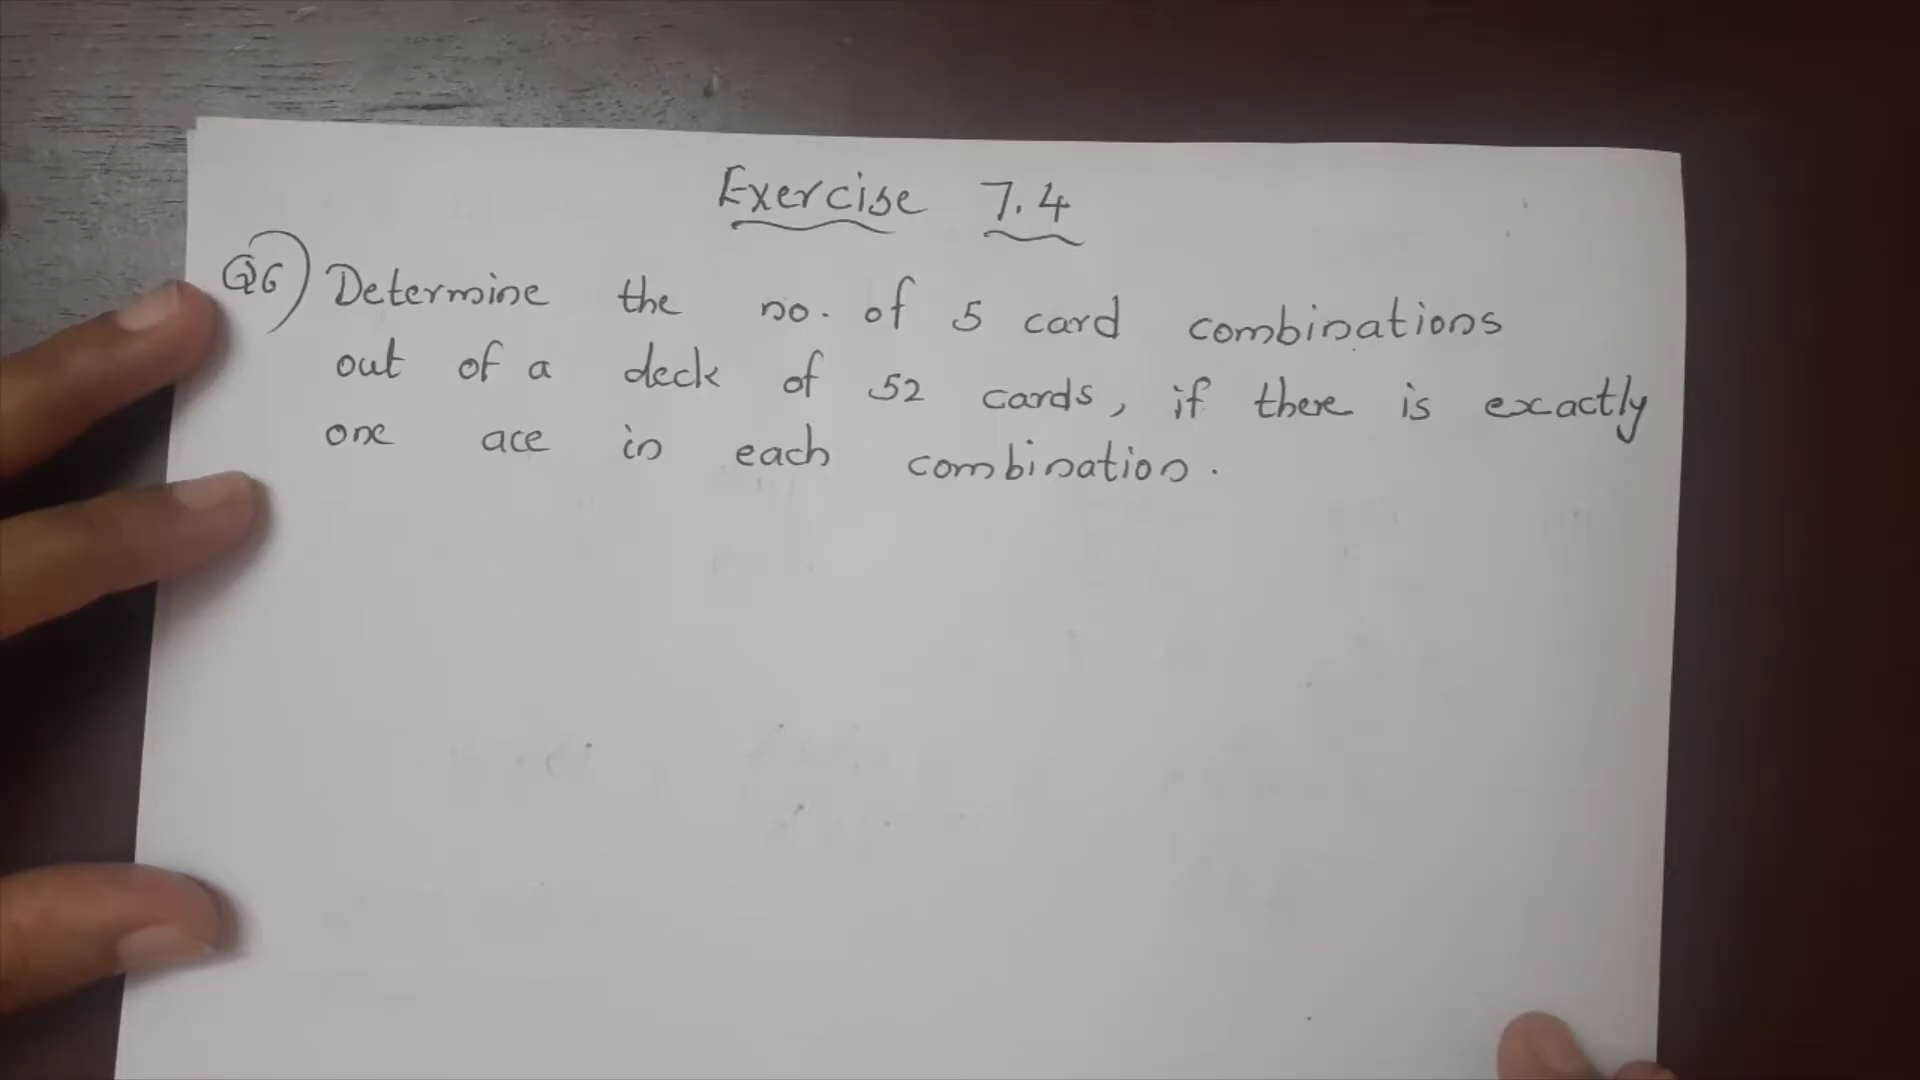 Exercise 7.4
Q6) Determine the no. of 5 card combinations
out of a deck of 52 cards, if there is exactly
one ace in each combination.